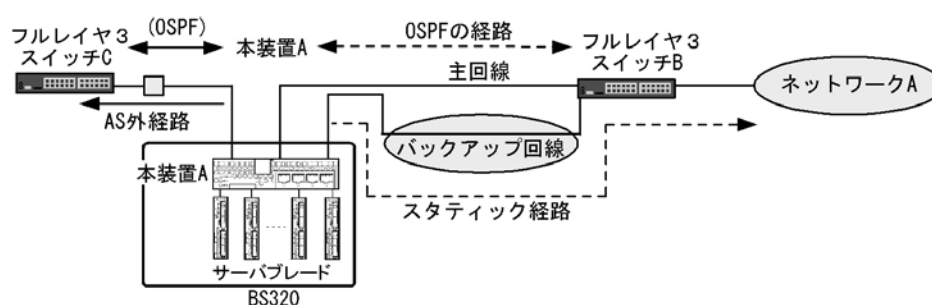 フルレイヤ3
スイッチC
(OSPF)
本装置A
OSPFの経路
フルレイヤ3
スイッチB
主回線
ネットワークA
AS外経路
バックアップ回線
本装置A
スタティック経路
サーバブレード
BS320